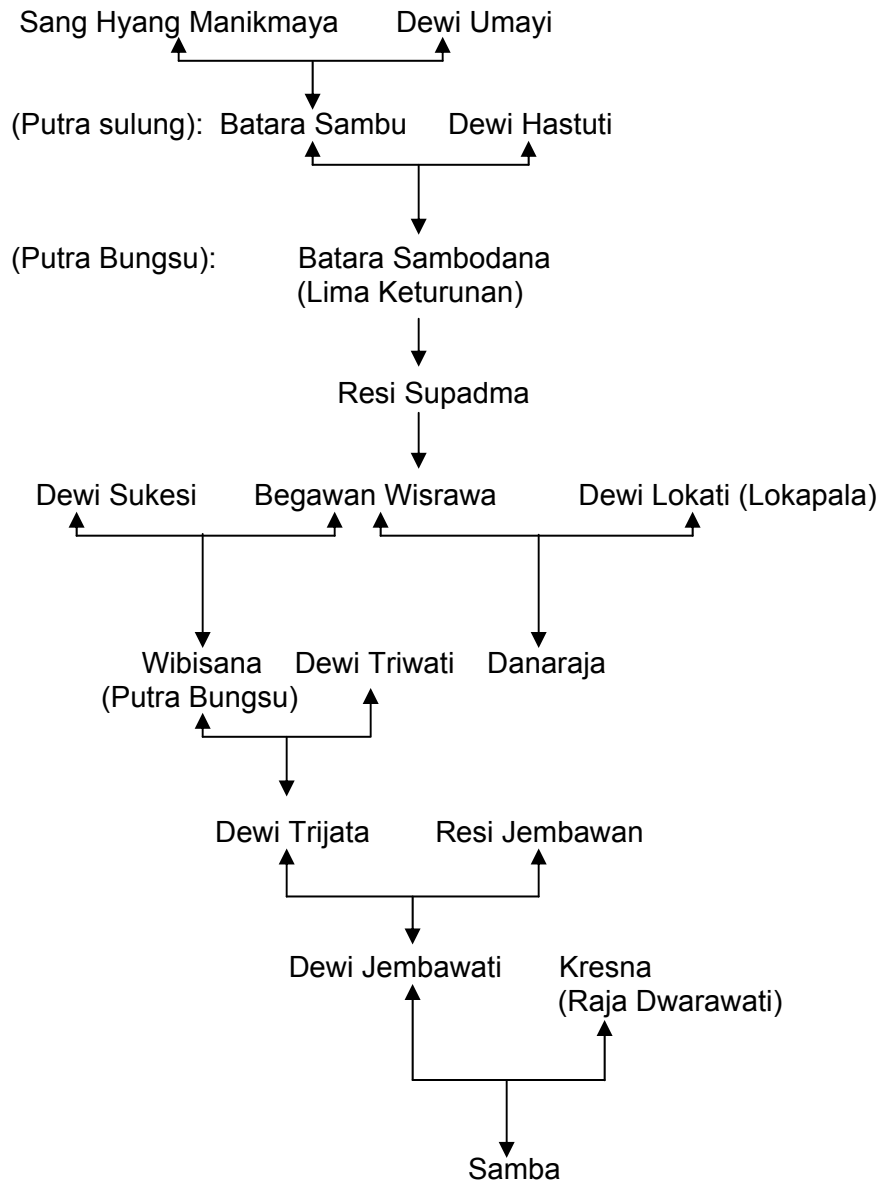 Sang Hyang Manikmaya Dewi Umayi
(Putra sulung): Batara Sambu Dewi Hastuti
(Putra Bungsu): Batara Sambodana
(Lima Keturunan)
Resi Supadma
Dewi Sukesi Begawan Wisrawa Dewi Lokati (Lokapala)
Wibisana Dewi Triwati Danaraja
(Putra Bungsu)
Dewi Trijata Resi Jembawan
Dewi Jembawati Kresna
(Raja Dwarawati)
Samba